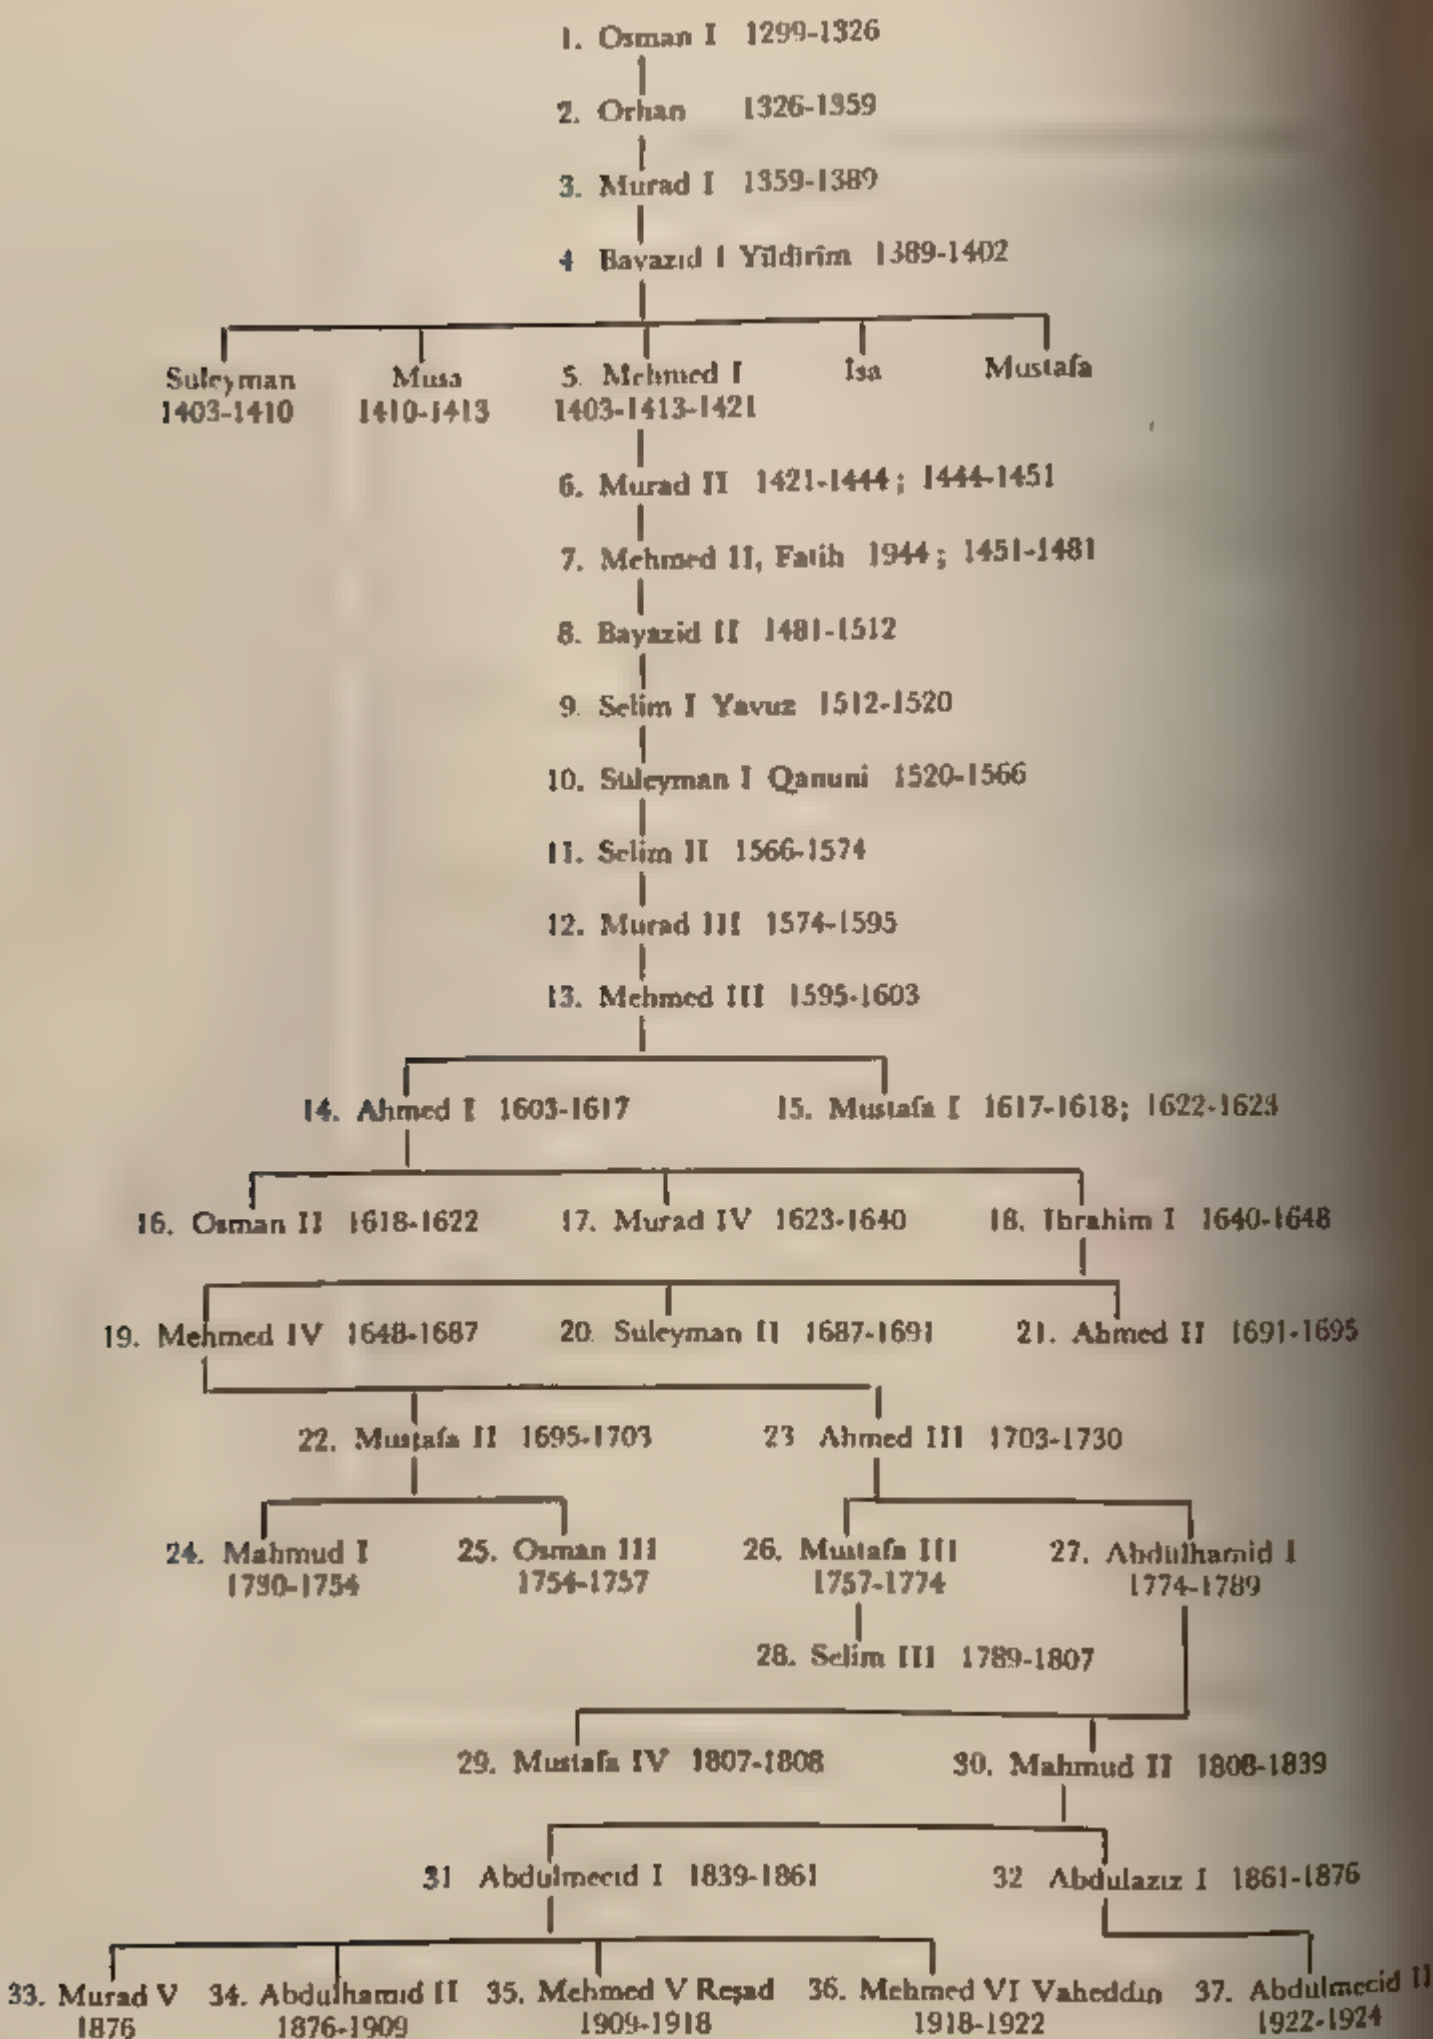 1. Osman I 1299-1326
2. Orhan 1326-1359
3. Murad I 1359-1389
4 Bayazid I Yîldirîm 1389-1402
Suleyman Musa 5. Mehmed I Isa Mustafa
1403-1410 1410-1413 1403-1413-1421
6. Murad II 1421-1444; 1444-1451
7. Mehmed II, Fatih 1944; 1451-1481
8. Bayazid II 1481-1512
9. Selim I Yavuz 1512-1520
10. Suleyman I Qanuni 1520-1566
11. Selim II 1566-1574
12. Murad III 1574-1595
13. Mehmed III 1595-1603
14. Ahmed I 1603-1617 15. Mustafa I 1617-1618; 1622-1623
16. Osman II 1618-1622 17. Murad IV 1623-1640 18. Ibrahim I 1640-1648
19. Mehmed IV 1648-1687 20. Suleyman II 1687-1691 21. Ahmed II 1691-1695
22. Mustafa II 1695-1703 23 Ahmed III 1703-1730
24. Mahmud I 25. Osman III 26. Mustafa III 27. Abdulhamid I
1730-1754 1754-1757 1757-1774 1774-1789
28. Selim III 1789-1807
29. Mustafa IV 1807-1808 30. Mahmud II 1808-1839
31 Abdulmecid I 1839-1861 32 Abdulaziz I 1861-1876
33. Murad V 34. Abdulhamid II 35. Mehmed V Reşad 36. Mehmed VI Vaheddin 37. Abdulmecid II
1876 1876-1909 1909-1918 1918-1922 1922-1924